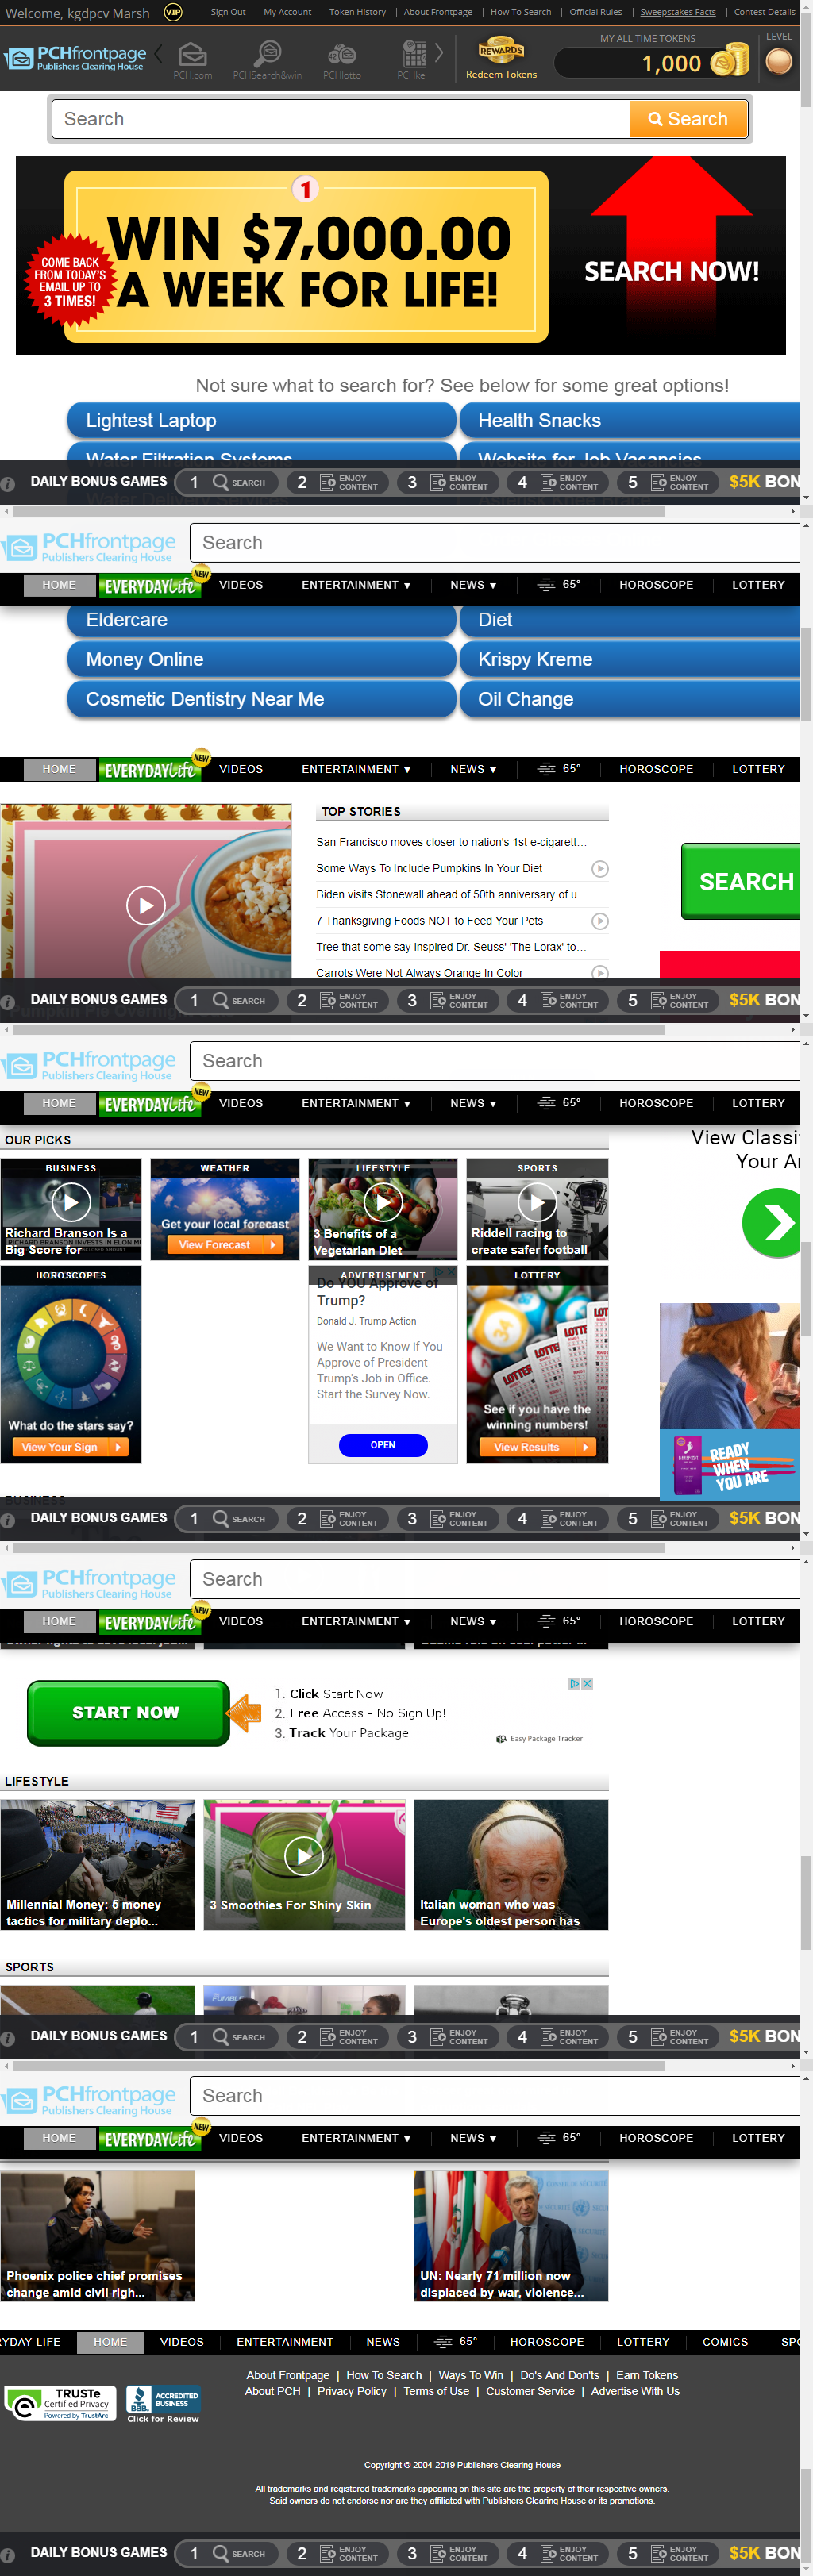 Welcome, kgdpcv Marsh VIP Sign Out | My Account | Token History | About Frontpage | How To Search | Official Rules | Sweepstakes Facts | Contest Details
PCHfrontpage
Publishers Clearing House
PCH.com PCHSearch&win PCHlotto PCHke
REWARDS
Redeem Tokens
MY ALL TIME TOKENS
1,000
LEVEL
Search
Search
1
WIN $7,000.00
A WEEK FOR LIFE!
COME BACK
FROM TODAY'S
EMAIL UP TO
3 TIMES!
SEARCH NOW!
Not sure what to search for? See below for some great options!
Lightest Laptop Health Snacks
Water Filtration Systems Website for Job Vacancies
Water Delivery Services Asterisk Knee Brace
DAILY BONUS GAMES 1 SEARCH 2 ENJOY CONTENT 3 ENJOY CONTENT 4 ENJOY CONTENT 5 ENJOY CONTENT $5K BON
PCHfrontpage
Publishers Clearing House
Search
HOME EVERYDAY Life NEW VIDEOS ENTERTAINMENT ▼ NEWS ▼ 65° HOROSCOPE LOTTERY
Eldercare Diet
Money Online Krispy Kreme
Cosmetic Dentistry Near Me Oil Change
HOME EVERYDAY Life NEW VIDEOS ENTERTAINMENT ▼ NEWS ▼ 65° HOROSCOPE LOTTERY
TOP STORIES
San Francisco moves closer to nation's 1st e-cigarett...
Some Ways To Include Pumpkins In Your Diet
Biden visits Stonewall ahead of 50th anniversary of u...
7 Thanksgiving Foods NOT to Feed Your Pets
Tree that some say inspired Dr. Seuss' 'The Lorax' to...
Carrots Were Not Always Orange In Color
SEARCH
Pumpkin Pie Overnig
DAILY BONUS GAMES 1 SEARCH 2 ENJOY CONTENT 3 ENJOY CONTENT 4 ENJOY CONTENT 5 ENJOY CONTENT $5K BON
PCHfrontpage
Publishers Clearing House
Search
HOME EVERYDAY Life NEW VIDEOS ENTERTAINMENT ▼ NEWS ▼ 65° HOROSCOPE LOTTERY
OUR PICKS
View Classi
Your A
BUSINESS
Richard Branson Is a
Big Score for
WEATHER
Get your local forecast
View Forecast
LIFESTYLE
3 Benefits of a
Vegetarian Diet
SPORTS
Riddell racing to
create safer football
HOROSCOPES
What do the stars say?
View Your Sign
ADVERTISEMENT
Do YOU Approve of
Trump?
Donald J. Trump Action
We Want to Know if You
Approve of President
Trump's Job in Office.
Start the Survey Now.
OPEN
LOTTERY
LOTTER
LOTTE
LOTT
See if you have the
winning numbers!
View Results
READY
WHEN
YOU ARE
BUSINESS
DAILY BONUS GAMES 1 SEARCH 2 ENJOY CONTENT 3 ENJOY CONTENT 4 ENJOY CONTENT 5 ENJOY CONTENT $5K BON
PCHfrontpage
Publishers Clearing House
Search
HOME EVERYDAY Life NEW VIDEOS ENTERTAINMENT ▼ NEWS ▼ 65° HOROSCOPE LOTTERY
START NOW
1. Click Start Now
2. Free Access - No Sign Up!
3. Track Your Package
Easy Package Tracker
LIFESTYLE
Millennial Money: 5 money
tactics for military deplo...
3 Smoothies For Shiny Skin
Italian woman who was
Europe's oldest person has
SPORTS
DAILY BONUS GAMES 1 SEARCH 2 ENJOY CONTENT 3 ENJOY CONTENT 4 ENJOY CONTENT 5 ENJOY CONTENT $5K BON
PCHfrontpage
Publishers Clearing House
Search
HOME EVERYDAY Life NEW VIDEOS ENTERTAINMENT ▼ NEWS ▼ 65° HOROSCOPE LOTTERY
Phoenix police chief promises
change amid civil righ...
UN: Nearly 71 million now
displaced by war, violence...
RYDAY LIFE HOME VIDEOS ENTERTAINMENT NEWS 65° HOROSCOPE LOTTERY COMICS SPO
About Frontpage | How To Search | Ways To Win | Do's And Don'ts | Earn Tokens
About PCH | Privacy Policy | Terms of Use | Customer Service | Advertise With Us
TRUSTe
Certified Privacy
Powered by TrustArc
BBB ACCREDITED BUSINESS
Click for Review
Copyright © 2004-2019 Publishers Clearing House
All trademarks and registered trademarks appearing on this site are the property of their respective owners.
Said owners do not endorse nor are they affiliated with Publishers Clearing House or its promotions.
DAILY BONUS GAMES 1 SEARCH 2 ENJOY CONTENT 3 ENJOY CONTENT 4 ENJOY CONTENT 5 ENJOY CONTENT $5K BON